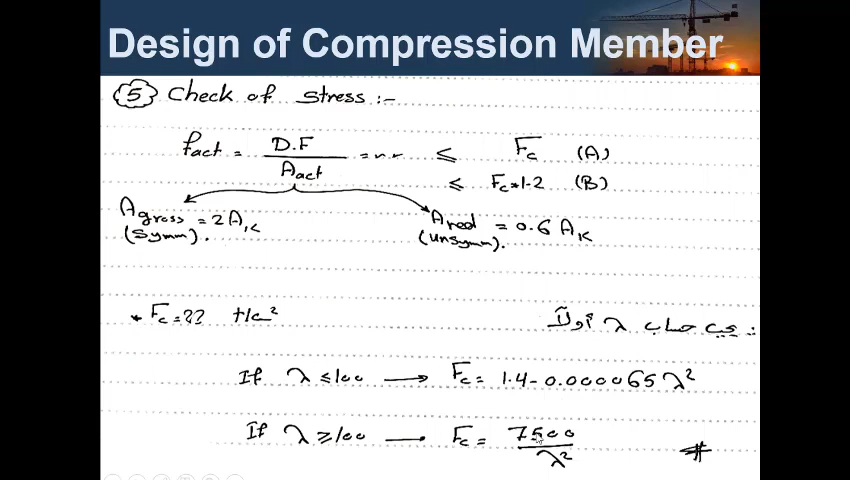 Design of Compression Member
5 Check of stress :-
fact = D.F / Aact = ~~ ≤ Fc (A)
≤ Fc*1.2 (B)
Agross = 2 AK
(symm).
Ared = 0.6 AK
(unsymm).
* Fc = ?? t/c²
يجب حساب λ أولاً :
If λ ≤ 100 → Fc = 1.4 - 0.000065 λ²
If λ ≥ 100 → Fc = 7500 / λ² #